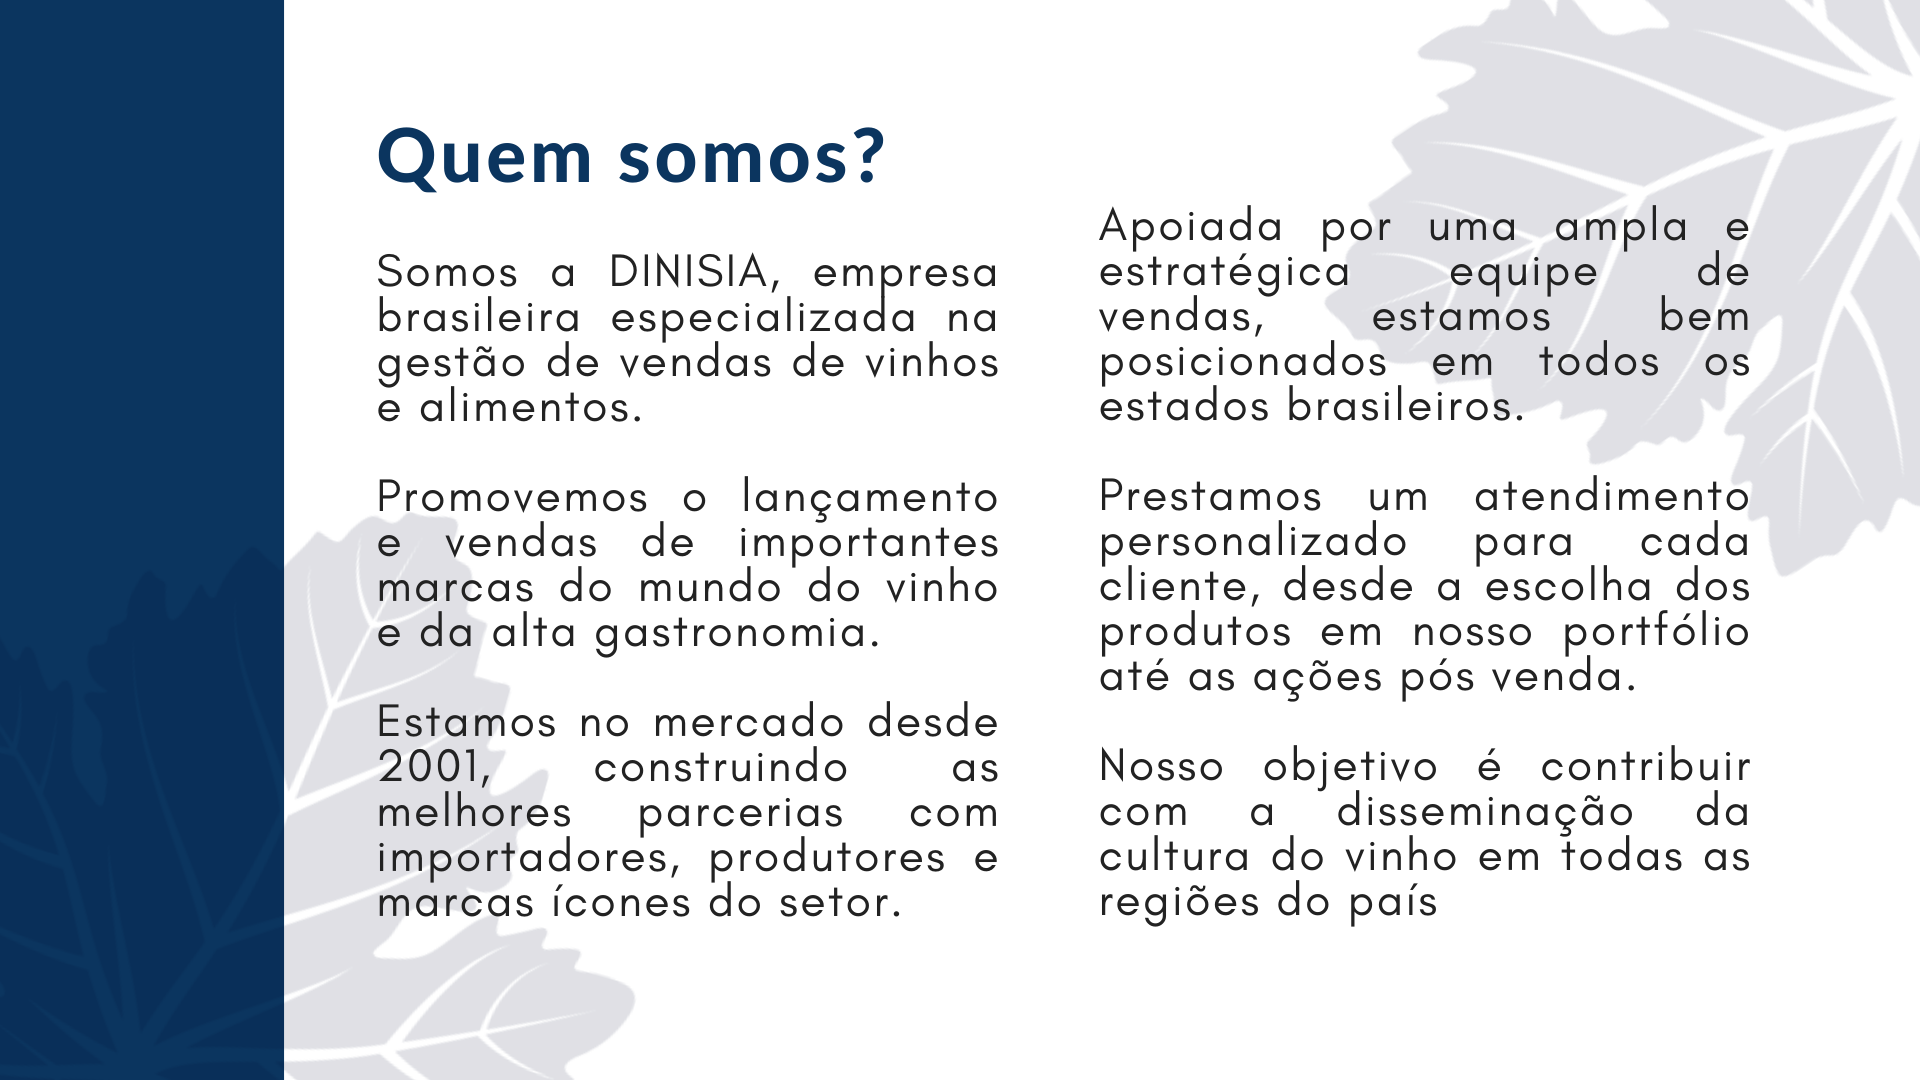 Quem somos?
Somos a DINISIA, empresa
brasileira especializada na
gestão de vendas de vinhos
e alimentos.
Promovemos o lançamento
e vendas de importantes
marcas do mundo do vinho
e da alta gastronomia.
Estamos no mercado desde
2001, construindo as
melhores parcerias com
importadores, produtores e
marcas ícones do setor.
Apoiada por uma ampla e
estratégica equipe de
vendas, estamos bem
posicionados em todos os
estados brasileiros.
Prestamos um atendimento
personalizado para cada
cliente, desde a escolha dos
produtos em nosso portfólio
até as ações pós venda.
Nosso objetivo é contribuir
com a disseminação da
cultura do vinho em todas as
regiões do país